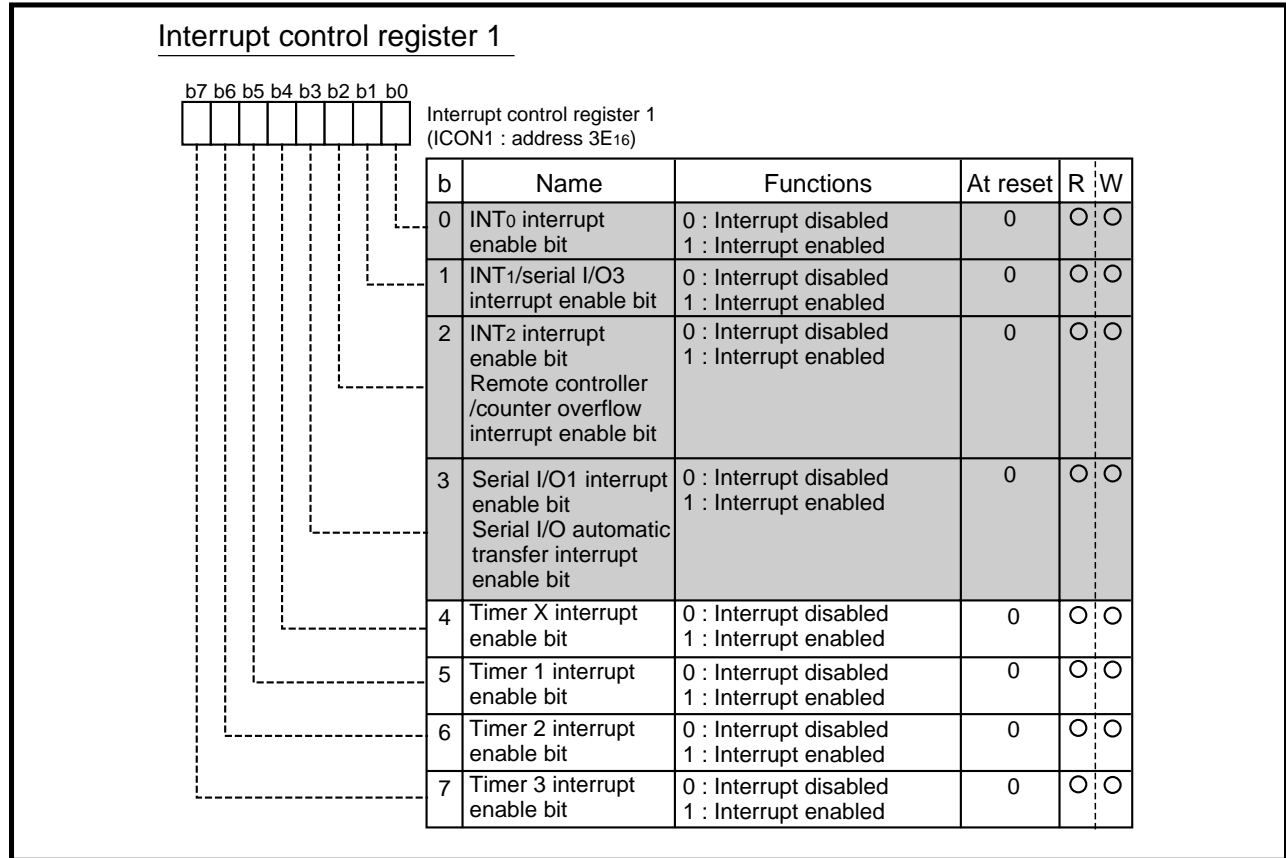 Interrupt control register 1
b7 b6 b5 b4 b3 b2 b1 b0
Interrupt control register 1
(ICON1 : address 3E16)
b Name Functions At reset R W
0 INT0 interrupt enable bit 0 : Interrupt disabled 1 : Interrupt enabled 0 O O
1 INT1/serial I/O3 interrupt enable bit 0 : Interrupt disabled 1 : Interrupt enabled 0 O O
2 INT2 interrupt enable bit Remote controller /counter overflow interrupt enable bit 0 : Interrupt disabled 1 : Interrupt enabled 0 O O
3 Serial I/O1 interrupt enable bit Serial I/O automatic transfer interrupt enable bit 0 : Interrupt disabled 1 : Interrupt enabled 0 O O
4 Timer X interrupt enable bit 0 : Interrupt disabled 1 : Interrupt enabled 0 O O
5 Timer 1 interrupt enable bit 0 : Interrupt disabled 1 : Interrupt enabled 0 O O
6 Timer 2 interrupt enable bit 0 : Interrupt disabled 1 : Interrupt enabled 0 O O
7 Timer 3 interrupt enable bit 0 : Interrupt disabled 1 : Interrupt enabled 0 O O